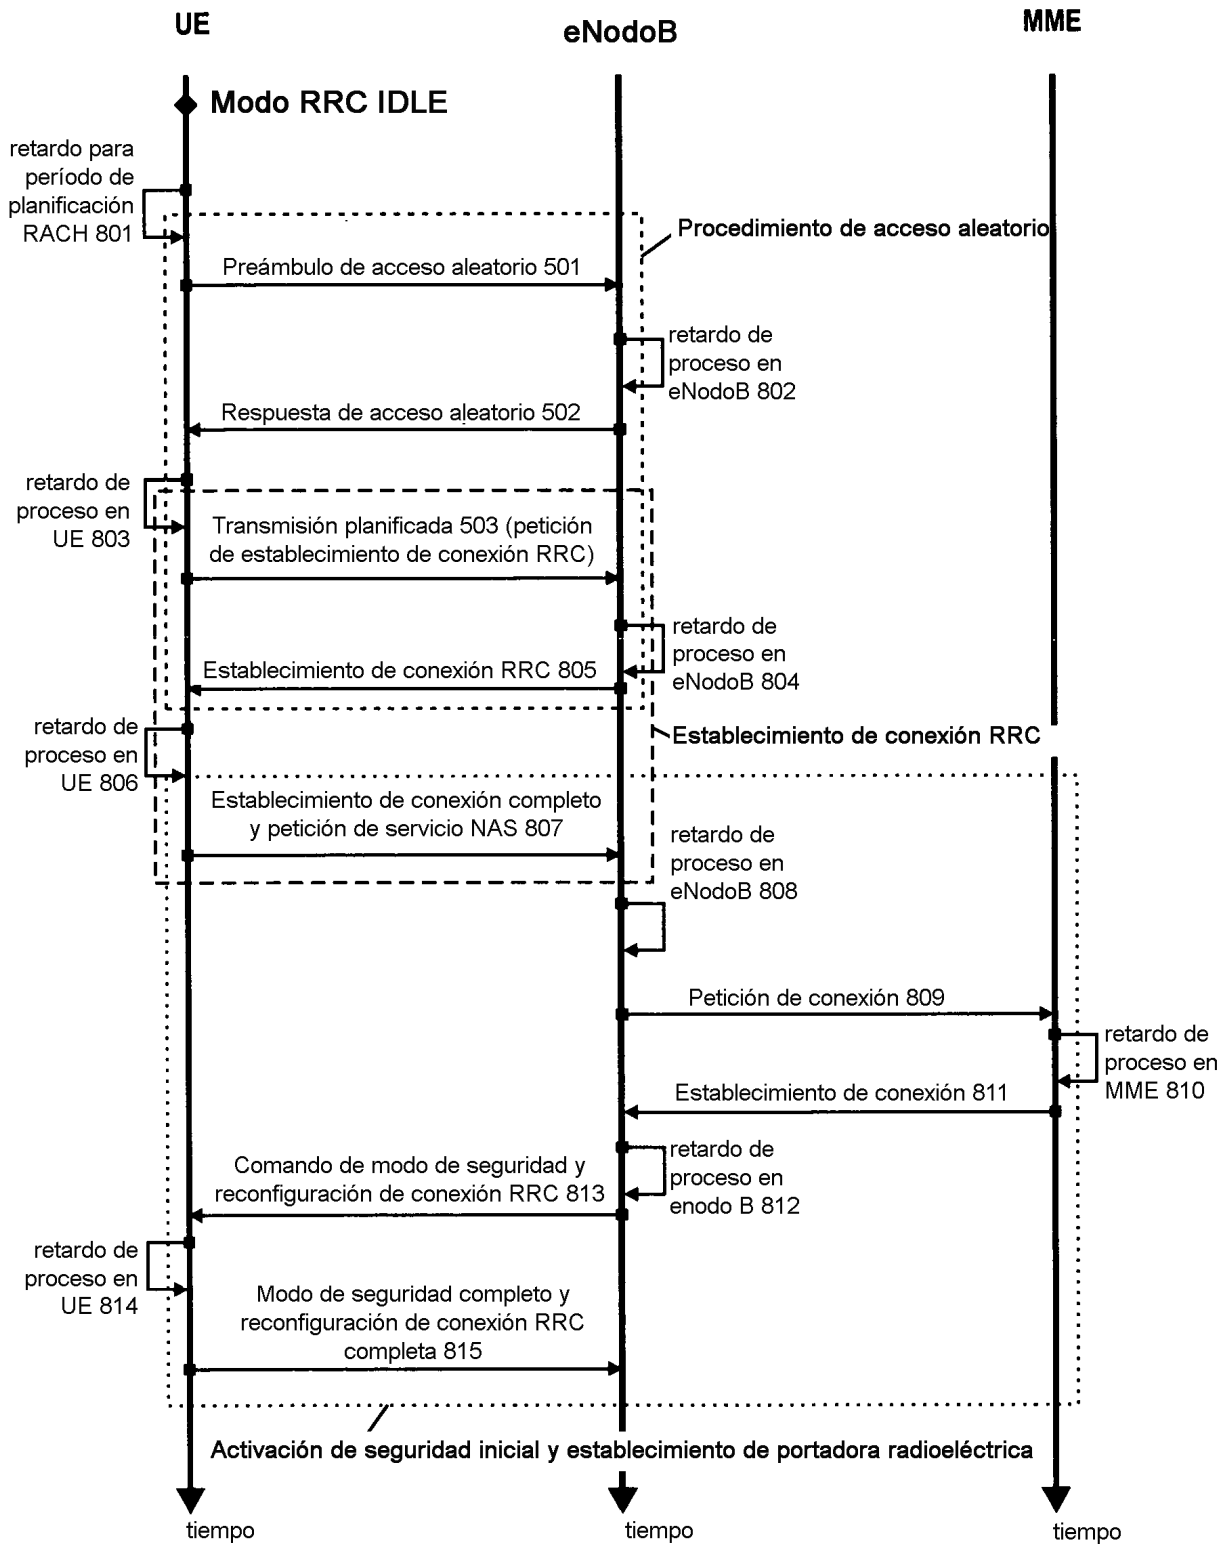 UE
eNodoB
MME
Modo RRC IDLE
retardo para
período de
planificación
RACH 801
Procedimiento de acceso aleatorio
Preámbulo de acceso aleatorio 501
retardo de
proceso en
eNodoB 802
Respuesta de acceso aleatorio 502
retardo de
proceso en
UE 803
Transmisión planificada 503 (petición
de establecimiento de conexión RRC)
retardo de
proceso en
eNodoB 804
Establecimiento de conexión RRC 805
retardo de
proceso en
UE 806
Establecimiento de conexión RRC
Establecimiento de conexión completo
y petición de servicio NAS 807
retardo de
proceso en
eNodoB 808
Petición de conexión 809
retardo de
proceso en
MME 810
Establecimiento de conexión 811
retardo de
proceso en
enodo B 812
Comando de modo de seguridad y
reconfiguración de conexión RRC 813
retardo de
proceso en
UE 814
Modo de seguridad completo y
reconfiguración de conexión RRC
completa 815
Activación de seguridad inicial y establecimiento de portadora radioeléctrica
tiempo
tiempo
tiempo